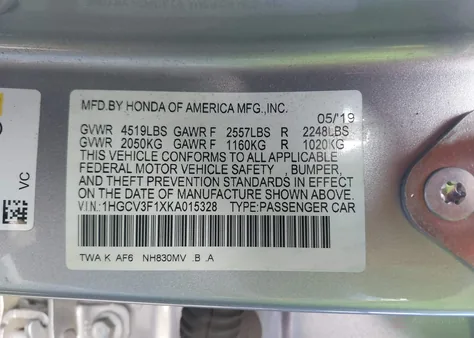 MFD.BY HONDA OF AMERICA MFG.,INC.
05/'19
GVWR 4519LBS GAWR F 2557LBS R 2248LBS
GVWR 2050KG GAWR F 1160KG R 1020KG
THIS VEHICLE CONFORMS TO ALL APPLICABLE
FEDERAL MOTOR VEHICLE SAFETY , BUMPER,
AND THEFT PREVENTION STANDARDS IN EFFECT
ON THE DATE OF MANUFACTURE SHOWN ABOVE.
VIN:1HGCV3F1XKA015328 TYPE:PASSENGER CAR
TWA K AF6 NH830MV .B .A
VC